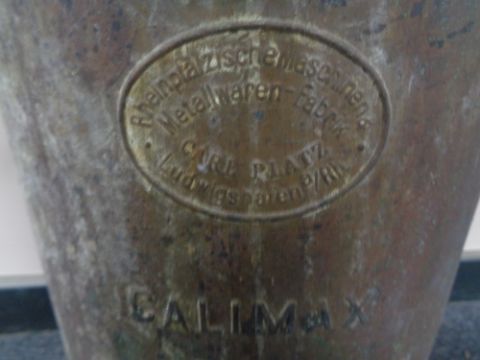 Rheinpfälzische Maschinen &
Metallwaren-Fabrik
CARL PLATZ
Ludwigshafen a/Rh.
CALIMAX